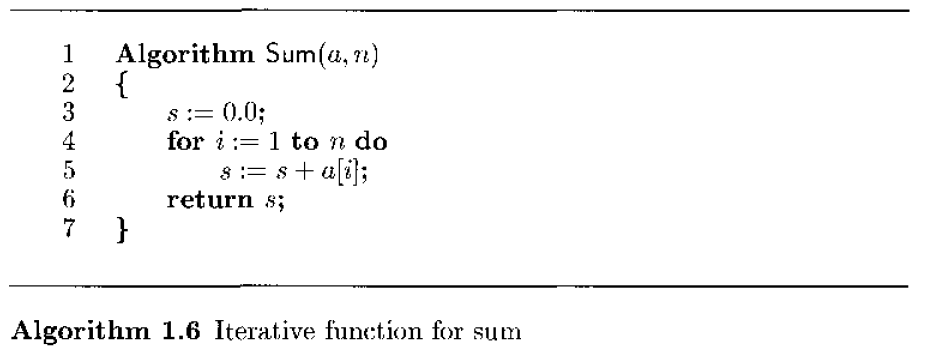 1 Algorithm Sum(a, n)
2 {
3 s := 0.0;
4 for i := 1 to n do
5 s := s + a[i];
6 return s;
7 }
Algorithm 1.6 Iterative function for sum